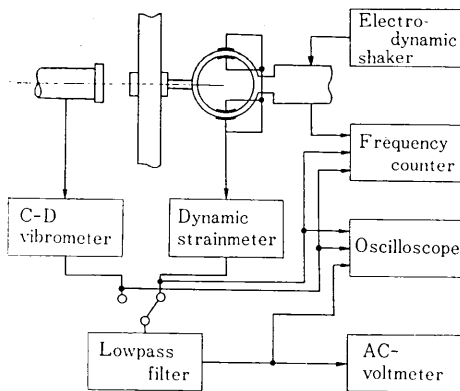 Electro-
dynamic
shaker
Frequency
counter
C-D
vibrometer
Dynamic
strainmeter
Oscilloscope
Lowpass
filter
AC-
voltmeter